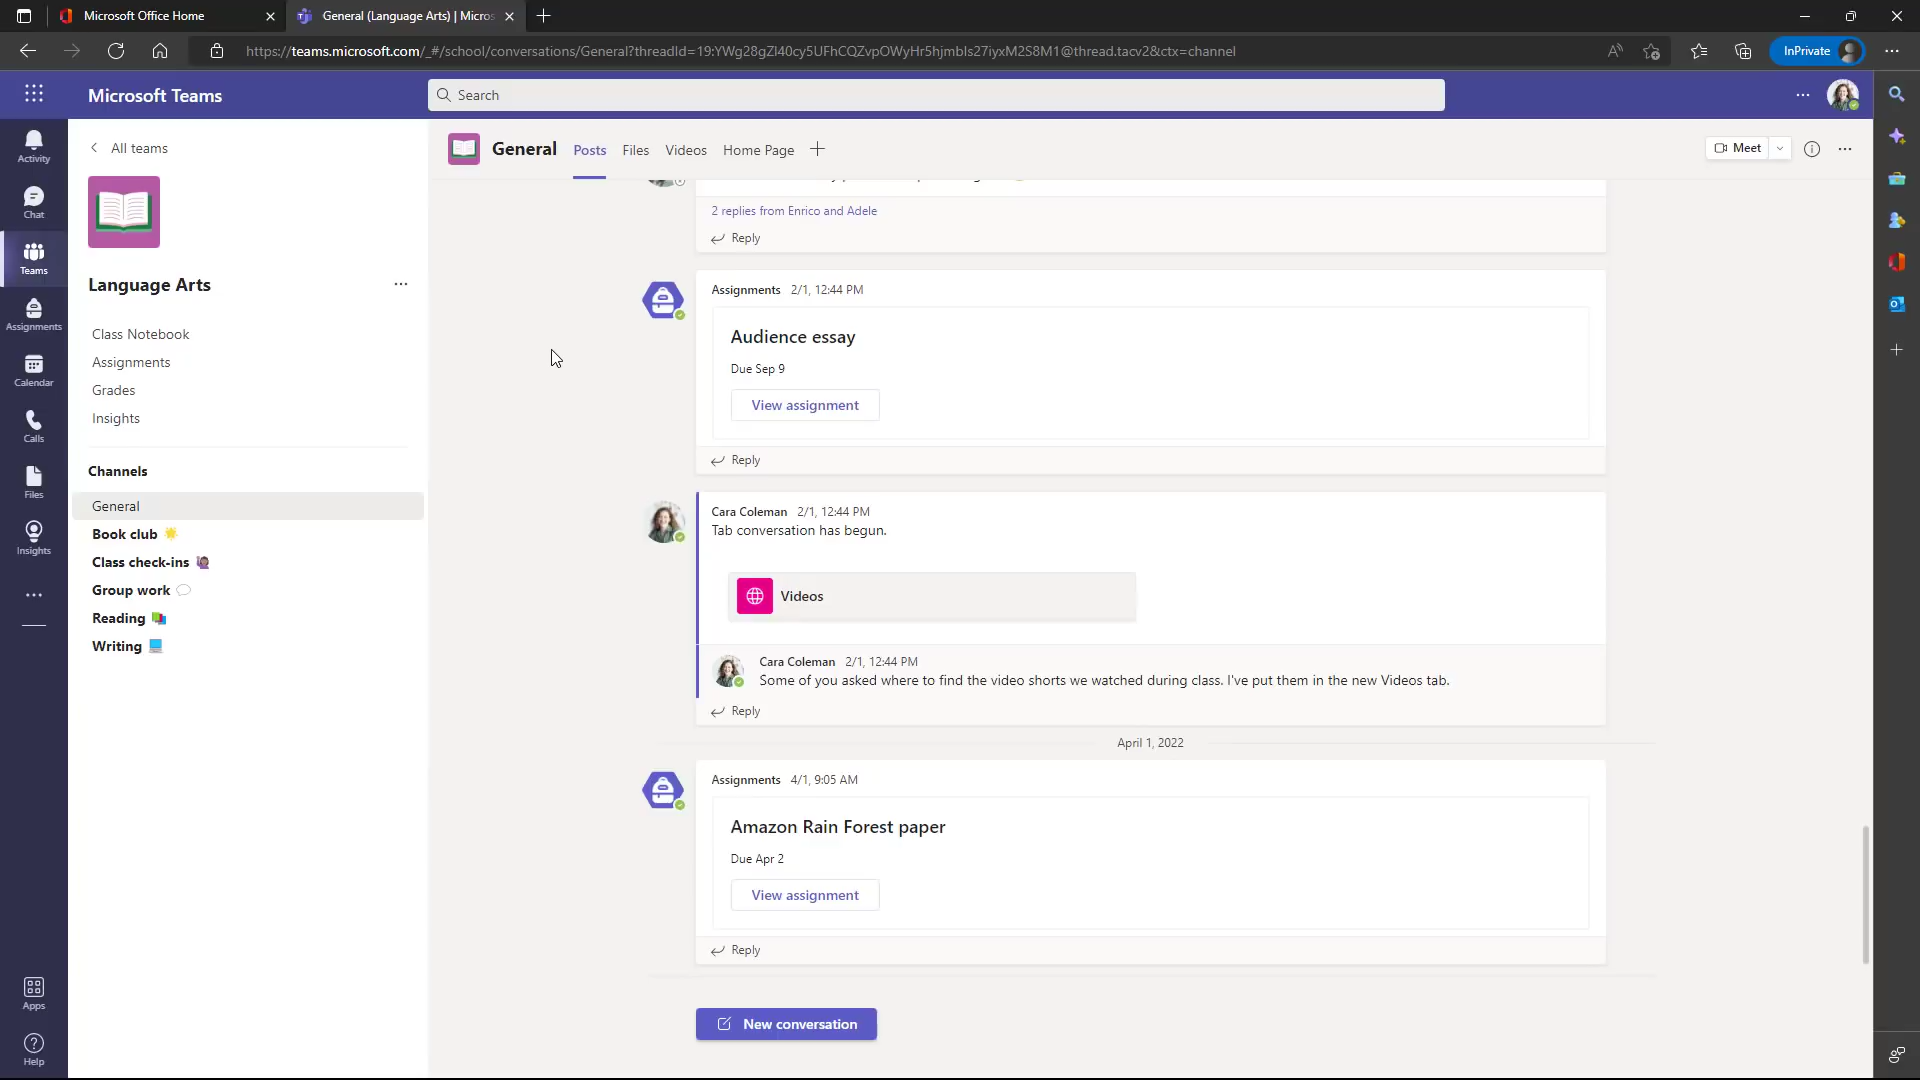 Microsoft Office Home
General (Language Arts) | Micros
https://teams.microsoft.com/_#/school/conversations/General?threadId=19:YWg28gZl40cy5UFhCQZvpOWyHr5hjmbls27iyxM2S8M1@thread.tacv2&ctx=channel
InPrivate
Microsoft Teams
Search
Activity
Chat
Teams
Assignments
Calendar
Calls
Files
Insights
Apps
Help
All teams
Language Arts
Class Notebook
Assignments
Grades
Insights
Channels
General
Book club
Class check-ins
Group work
Reading
Writing
General
Posts
Files
Videos
Home Page
Meet
2 replies from Enrico and Adele
Reply
Assignments 2/1, 12:44 PM
Audience essay
Due Sep 9
View assignment
Reply
Cara Coleman 2/1, 12:44 PM
Tab conversation has begun.
Videos
Cara Coleman 2/1, 12:44 PM
Some of you asked where to find the video shorts we watched during class. I've put them in the new Videos tab.
Reply
April 1, 2022
Assignments 4/1, 9:05 AM
Amazon Rain Forest paper
Due Apr 2
View assignment
Reply
New conversation